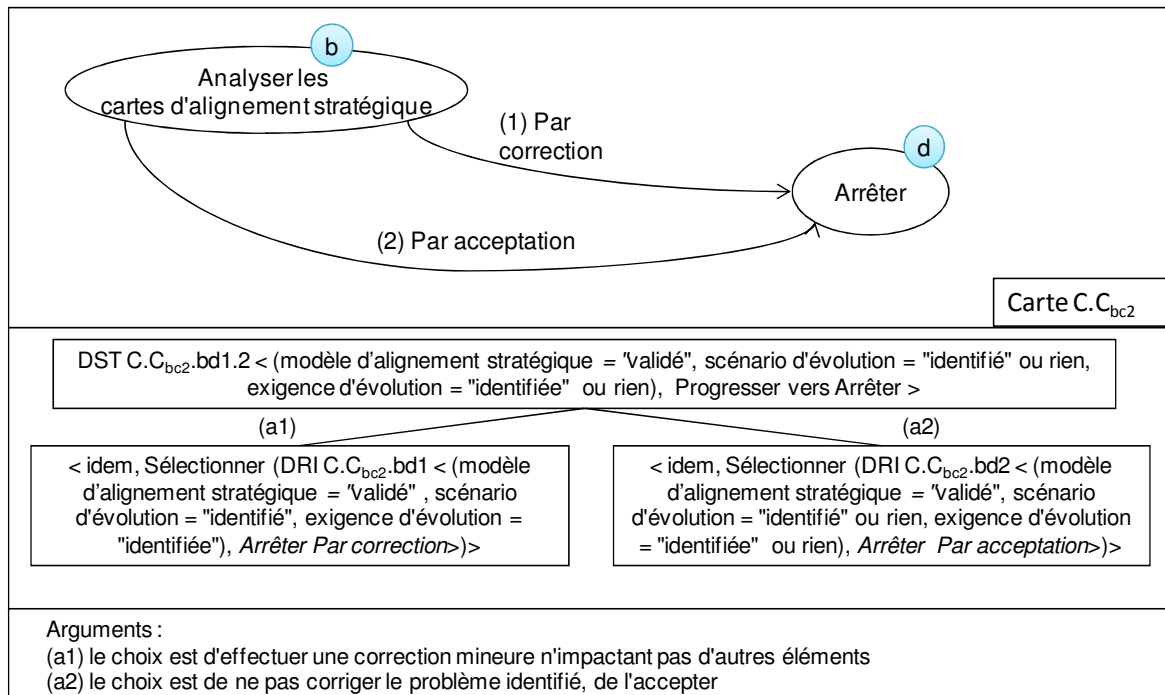 b
Analyser les
cartes d'alignement stratégique
(1) Par
correction
d
Arrêter
(2) Par acceptation
Carte C.Cbc2
DST C.Cbc2.bd1.2 < (modèle d'alignement stratégique = "validé", scénario d'évolution = "identifié" ou rien,
exigence d'évolution = "identifiée" ou rien), Progresser vers Arrêter >
(a1)
(a2)
< idem, Sélectionner (DRI C.Cbc2.bd1 < (modèle
d'alignement stratégique = "validé" , scénario
d'évolution = "identifié", exigence d'évolution =
"identifiée"), Arrêter Par correction>)>
< idem, Sélectionner (DRI C.Cbc2.bd2 < (modèle
d'alignement stratégique = "validé", scénario
d'évolution = "identifié" ou rien, exigence d'évolution
= "identifiée" ou rien), Arrêter Par acceptation>)>
Arguments :
(a1) le choix est d'effectuer une correction mineure n'impactant pas d'autres éléments
(a2) le choix est de ne pas corriger le problème identifié, de l'accepter